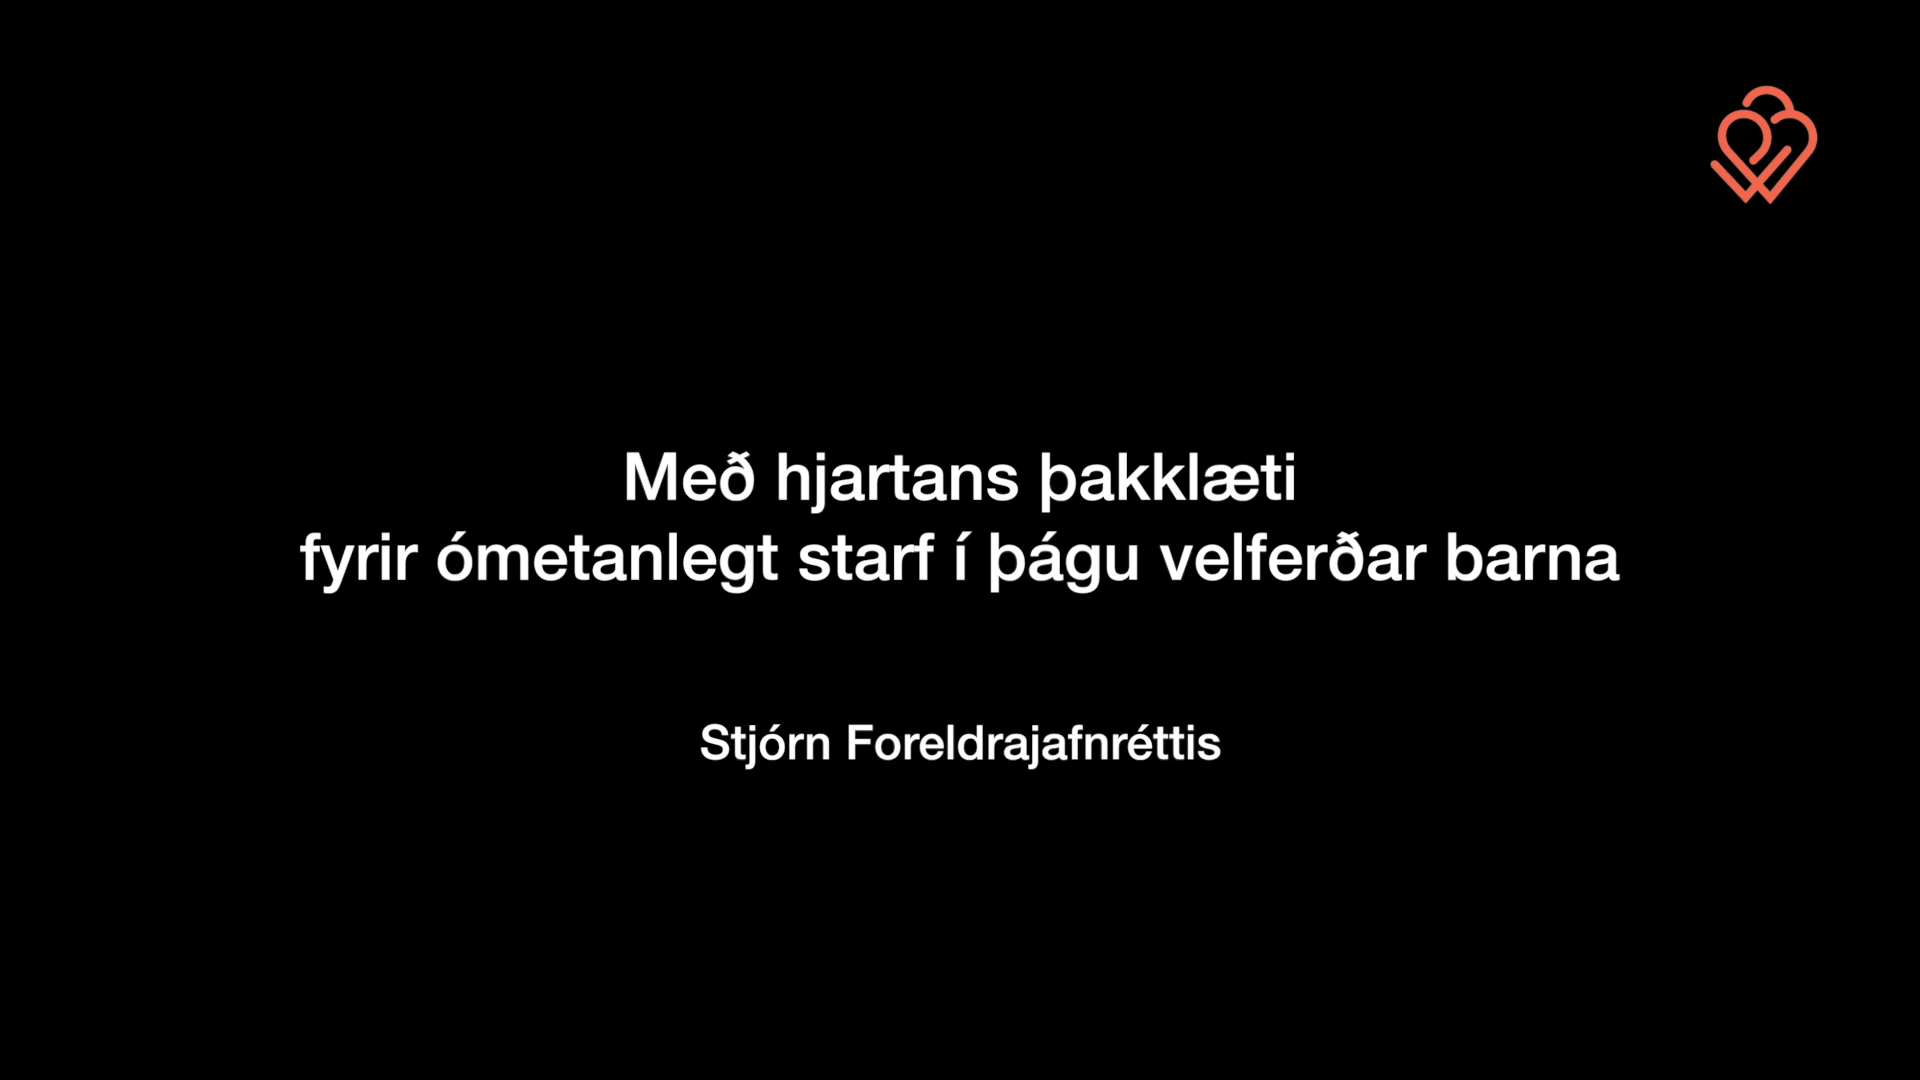 Með hjartans þakklæti
fyrir ómetanlegt starf í þágu velferðar barna
Stjórn Foreldrajafnréttis